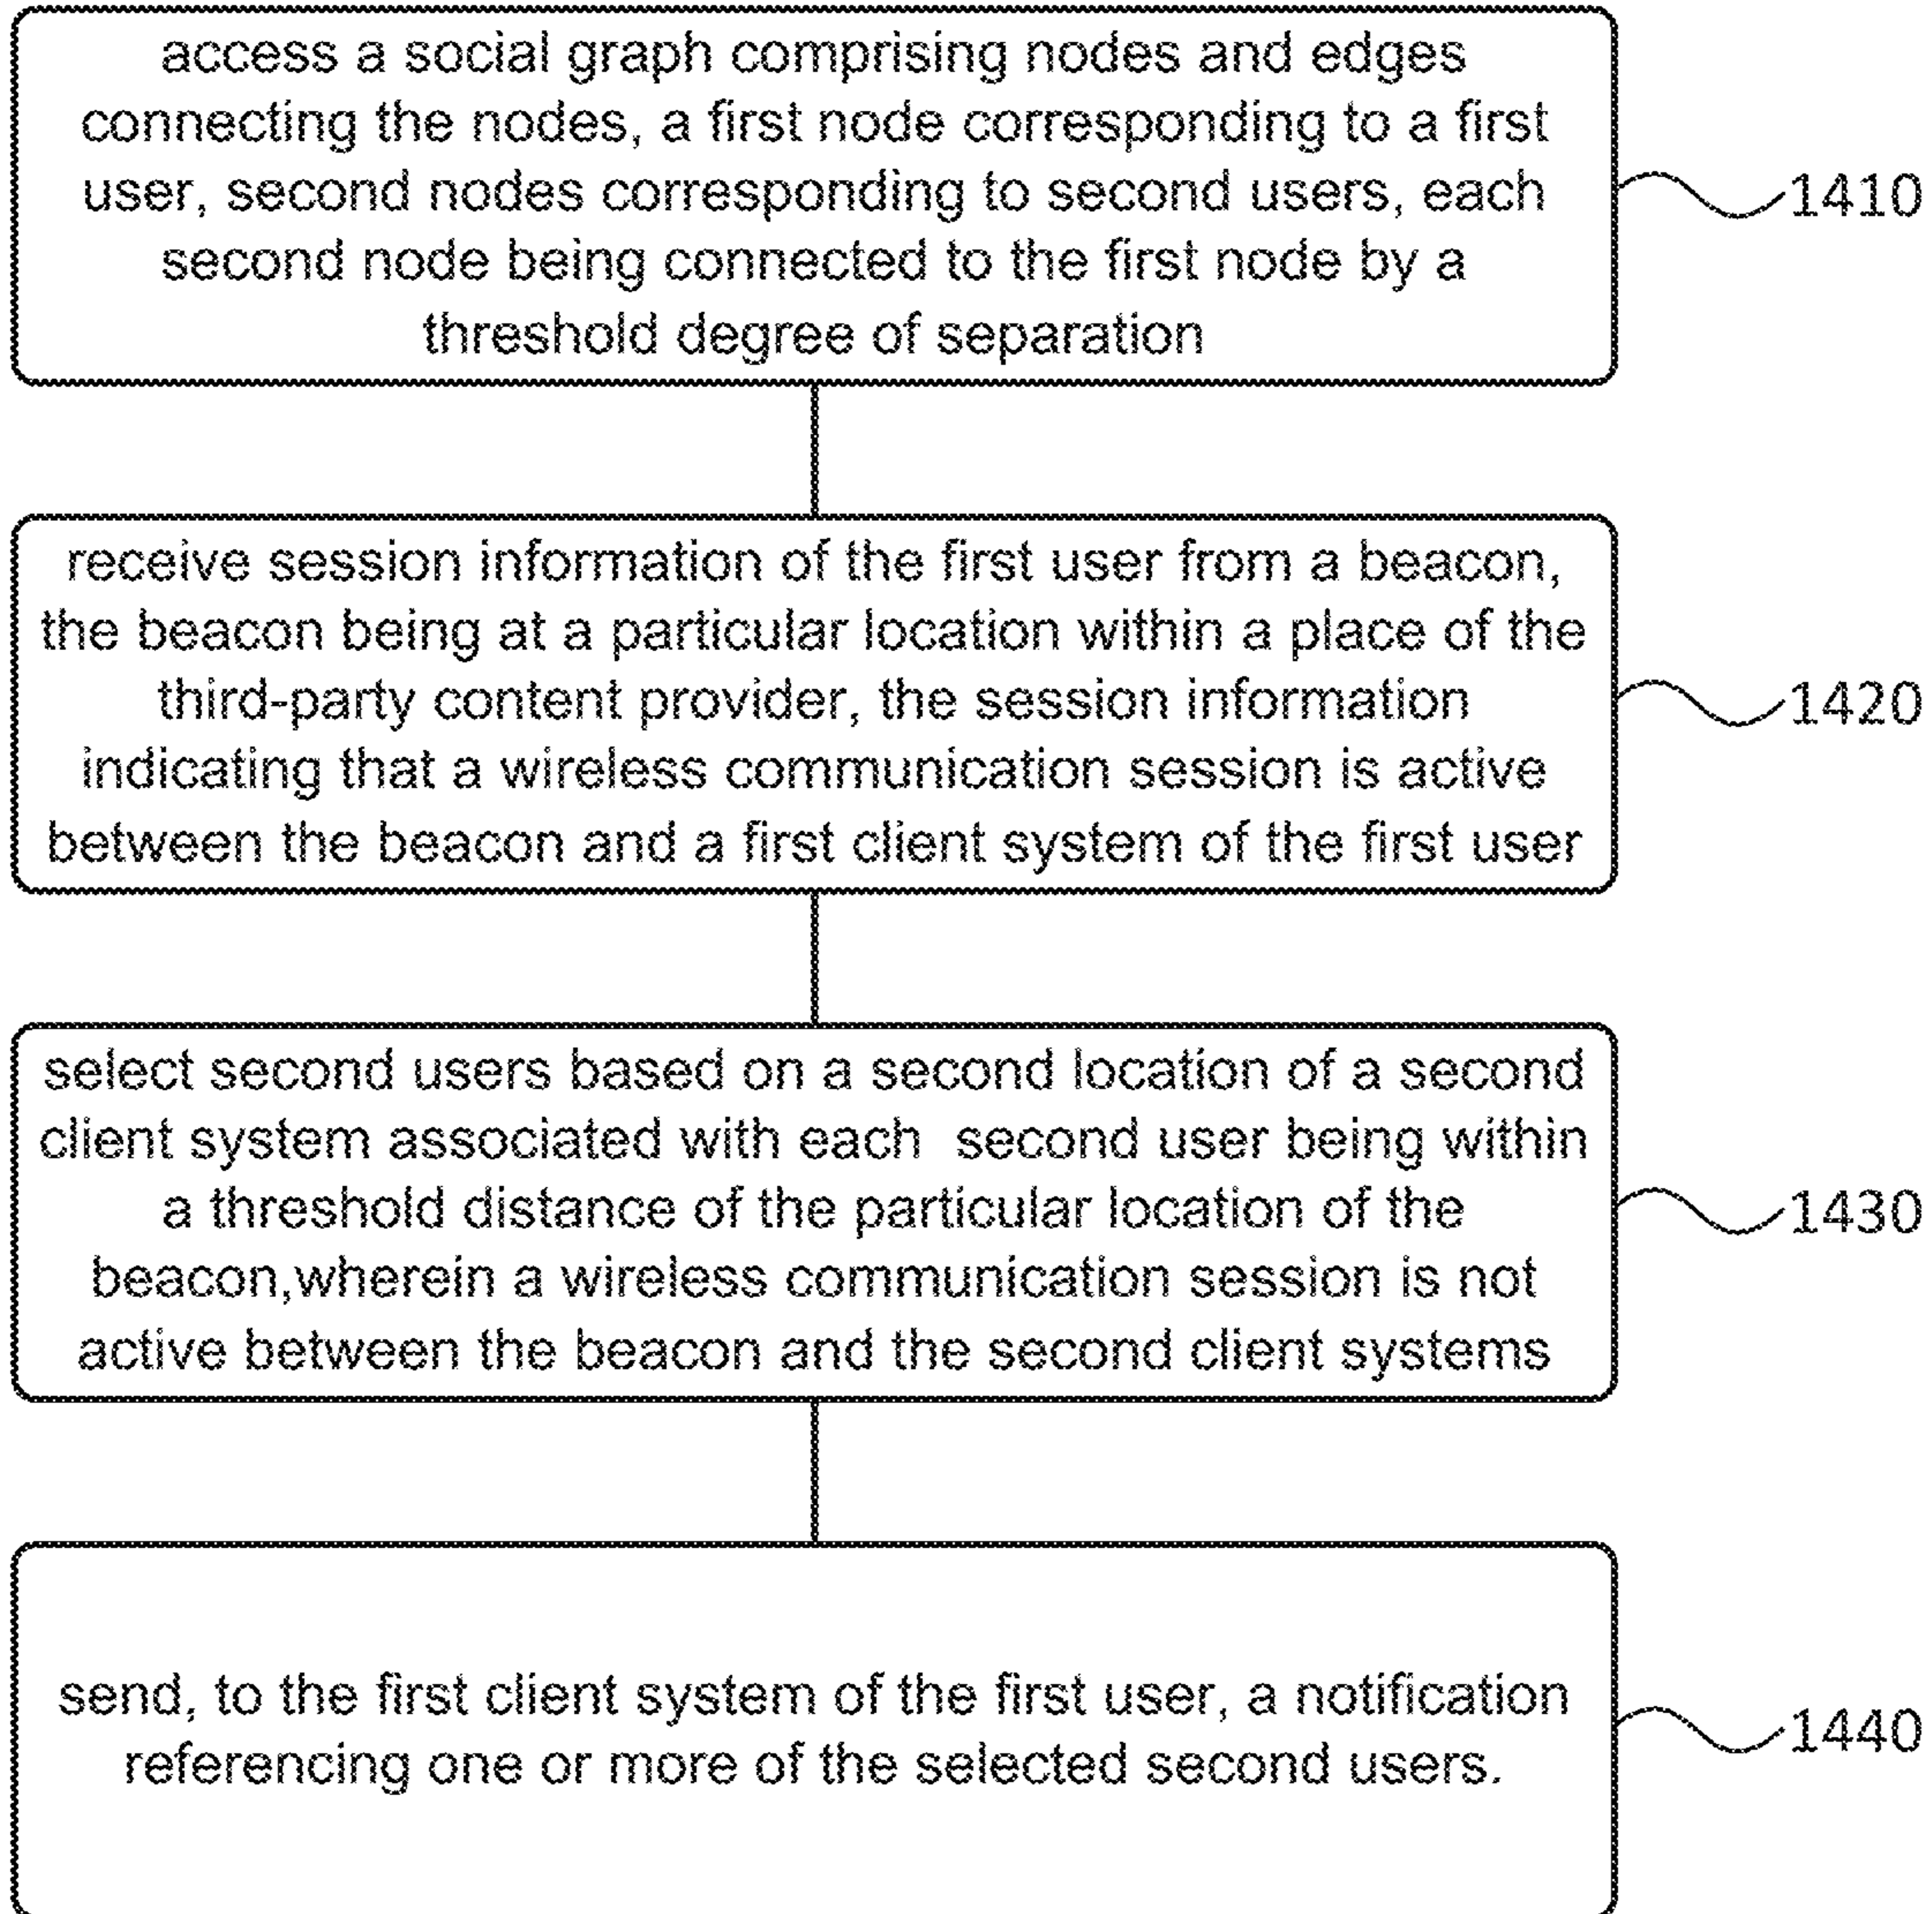 access a social graph comprising nodes and edges
connecting the nodes, a first node corresponding to a first
user, second nodes corresponding to second users, each
second node being connected to the first node by a
threshold degree of separation
1410
receive session information of the first user from a beacon,
the beacon being at a particular location within a place of the
third-party content provider, the session information
indicating that a wireless communication session is active
between the beacon and a first client system of the first user
1420
select second users based on a second location of a second
client system associated with each  second user being within
a threshold distance of the particular location of the
beacon,wherein a wireless communication session is not
active between the beacon and the second client systems
1430
send, to the first client system of the first user, a notification
referencing one or more of the selected second users.
1440